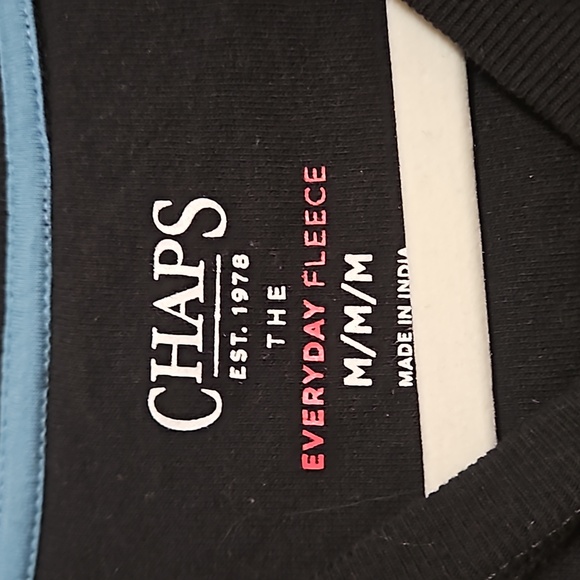 CHAPS
EST. 1978
THE
EVERYDAY FLEECE
M/M/M
MADE IN INDIA